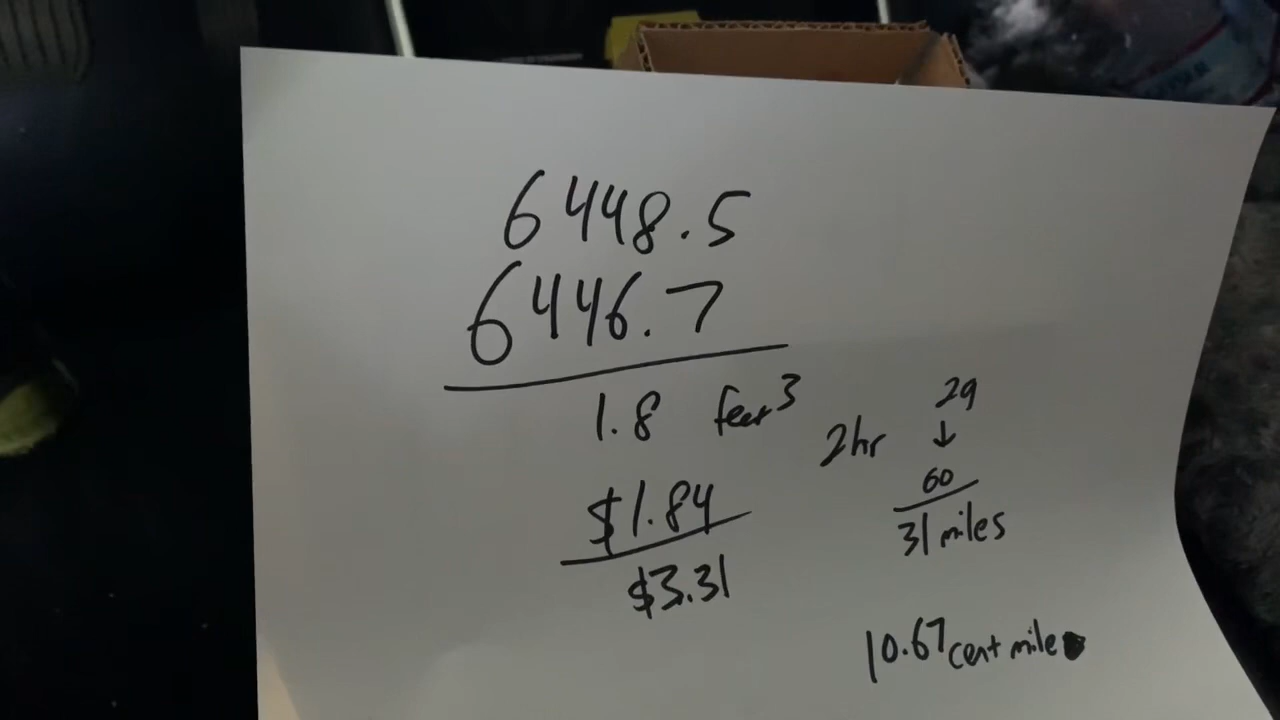 6448.5
6446.7
1.8 feet³
$1.84
$3.31
2hr
29
↓
60
31 miles
10.67 cent mile